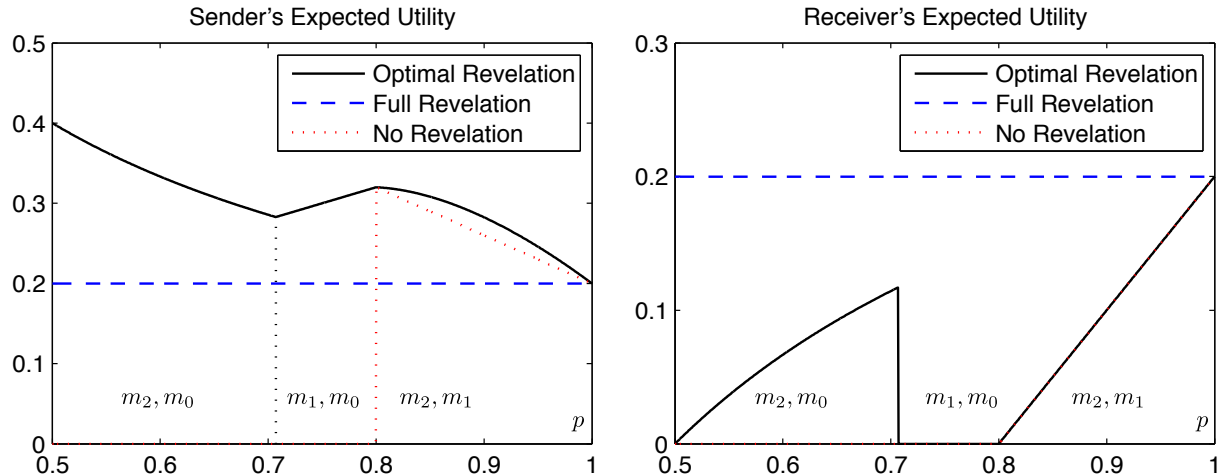 Sender's Expected Utility
0.5
0.4
0.3
0.2
0.1
0
Optimal Revelation
Full Revelation
No Revelation
m₂, m₀
m₁, m₀
m₂, m₁
p
0.5 0.6 0.7 0.8 0.9 1
Receiver's Expected Utility
0.3
0.2
0.1
0
Optimal Revelation
Full Revelation
No Revelation
m₂, m₀
m₁, m₀
m₂, m₁
p
0.5 0.6 0.7 0.8 0.9 1